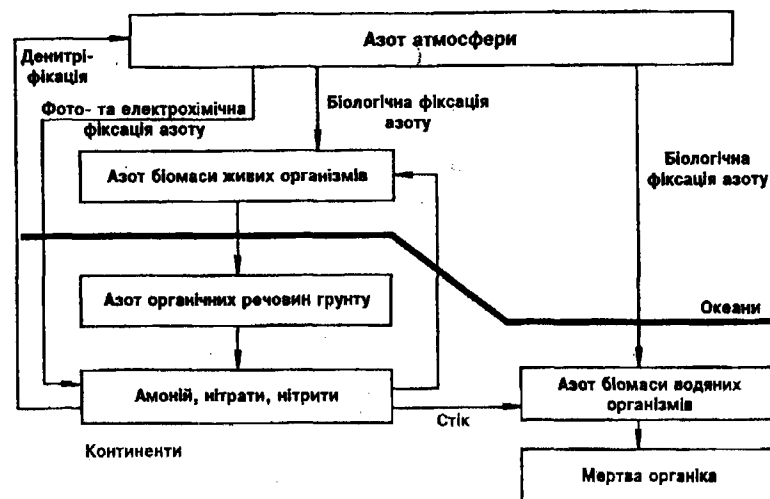 Азот атмосфери
Денитрі-
фікація
Фото- та електрохімічна
фіксація азоту
Біологічна фіксація
азоту
Біологічна
фіксація азоту
Азот біомаси живих організмів
Азот органічних речовин грунту
Океани
Амоній, нітрати, нітрити
Азот біомаси водяних
організмів
Стік
Континенти
Мертва органіка